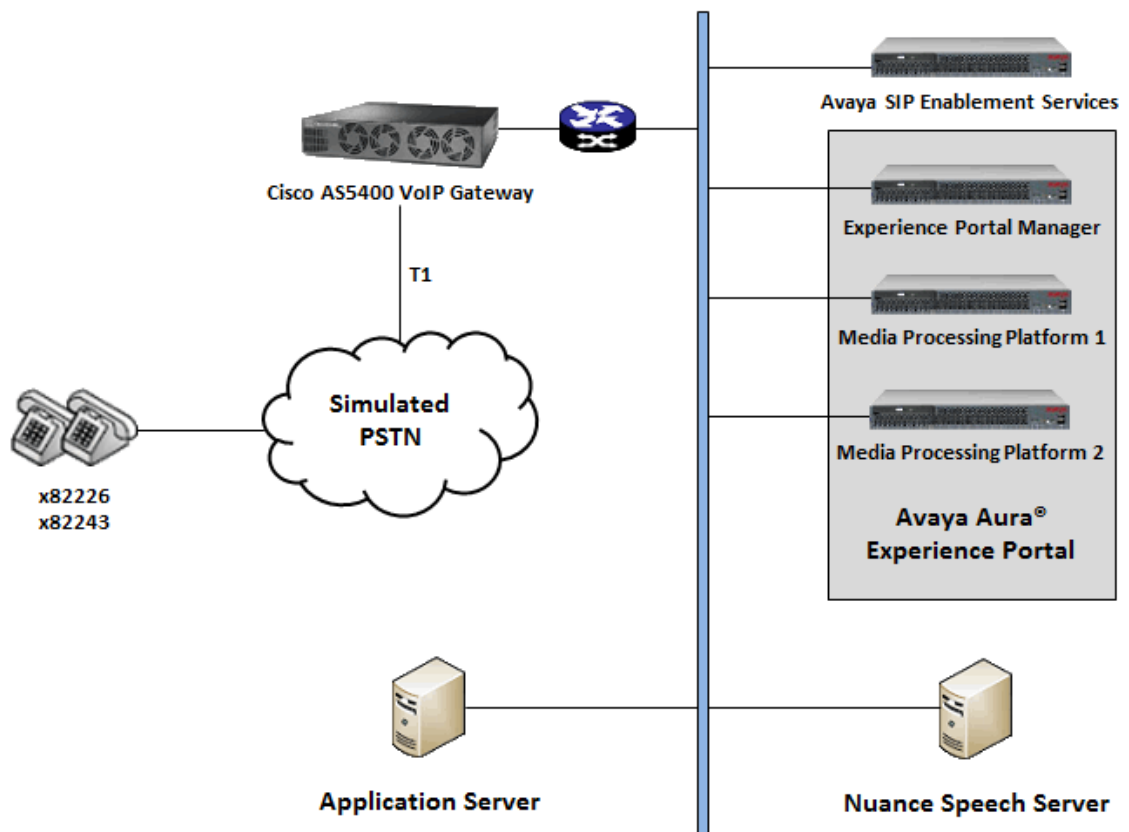 Avaya SIP Enablement Services
Cisco AS5400 VoIP Gateway
Experience Portal Manager
T1
Media Processing Platform 1
Simulated
PSTN
Media Processing Platform 2
x82226
x82243
Avaya Aura®
Experience Portal
Application Server
Nuance Speech Server